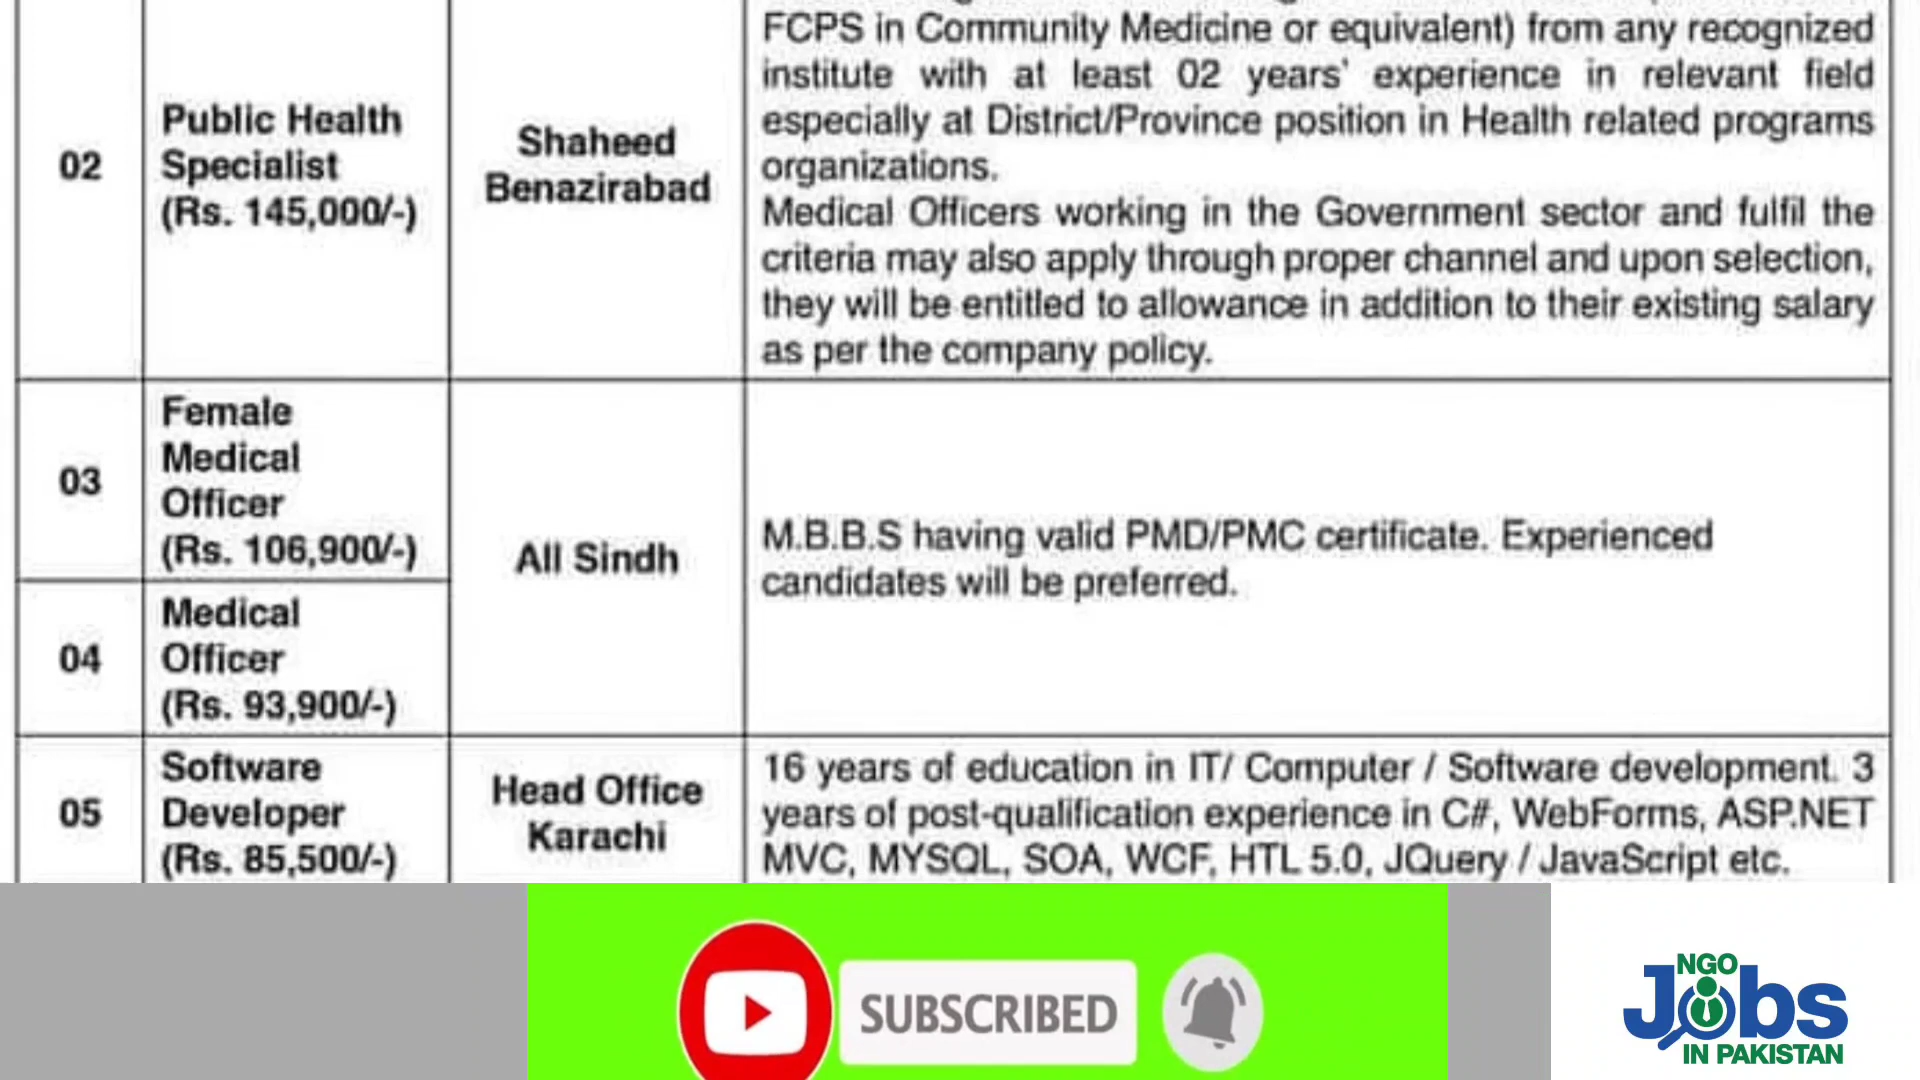 FCPS in Community Medicine or equivalent) from any recognized
institute with at least 02 years' experience in relevant field
especially at District/Province position in Health related programs
organizations.
Medical Officers working in the Government sector and fulfil the
criteria may also apply through proper channel and upon selection,
they will be entitled to allowance in addition to their existing salary
as per the company policy.
02
Public Health
Specialist
(Rs. 145,000/-)
Shaheed
Benazirabad
03
Female
Medical
Officer
(Rs. 106,900/-)
All Sindh
M.B.B.S having valid PMD/PMC certificate. Experienced
candidates will be preferred.
04
Medical
Officer
(Rs. 93,900/-)
05
Software
Developer
(Rs. 85,500/-)
Head Office
Karachi
16 years of education in IT/ Computer / Software development. 3
years of post-qualification experience in C#, WebForms, ASP.NET
MVC, MYSQL, SOA, WCF, HTL 5.0, JQuery / JavaScript etc.
SUBSCRIBED
NGO
Jobs
IN PAKISTAN